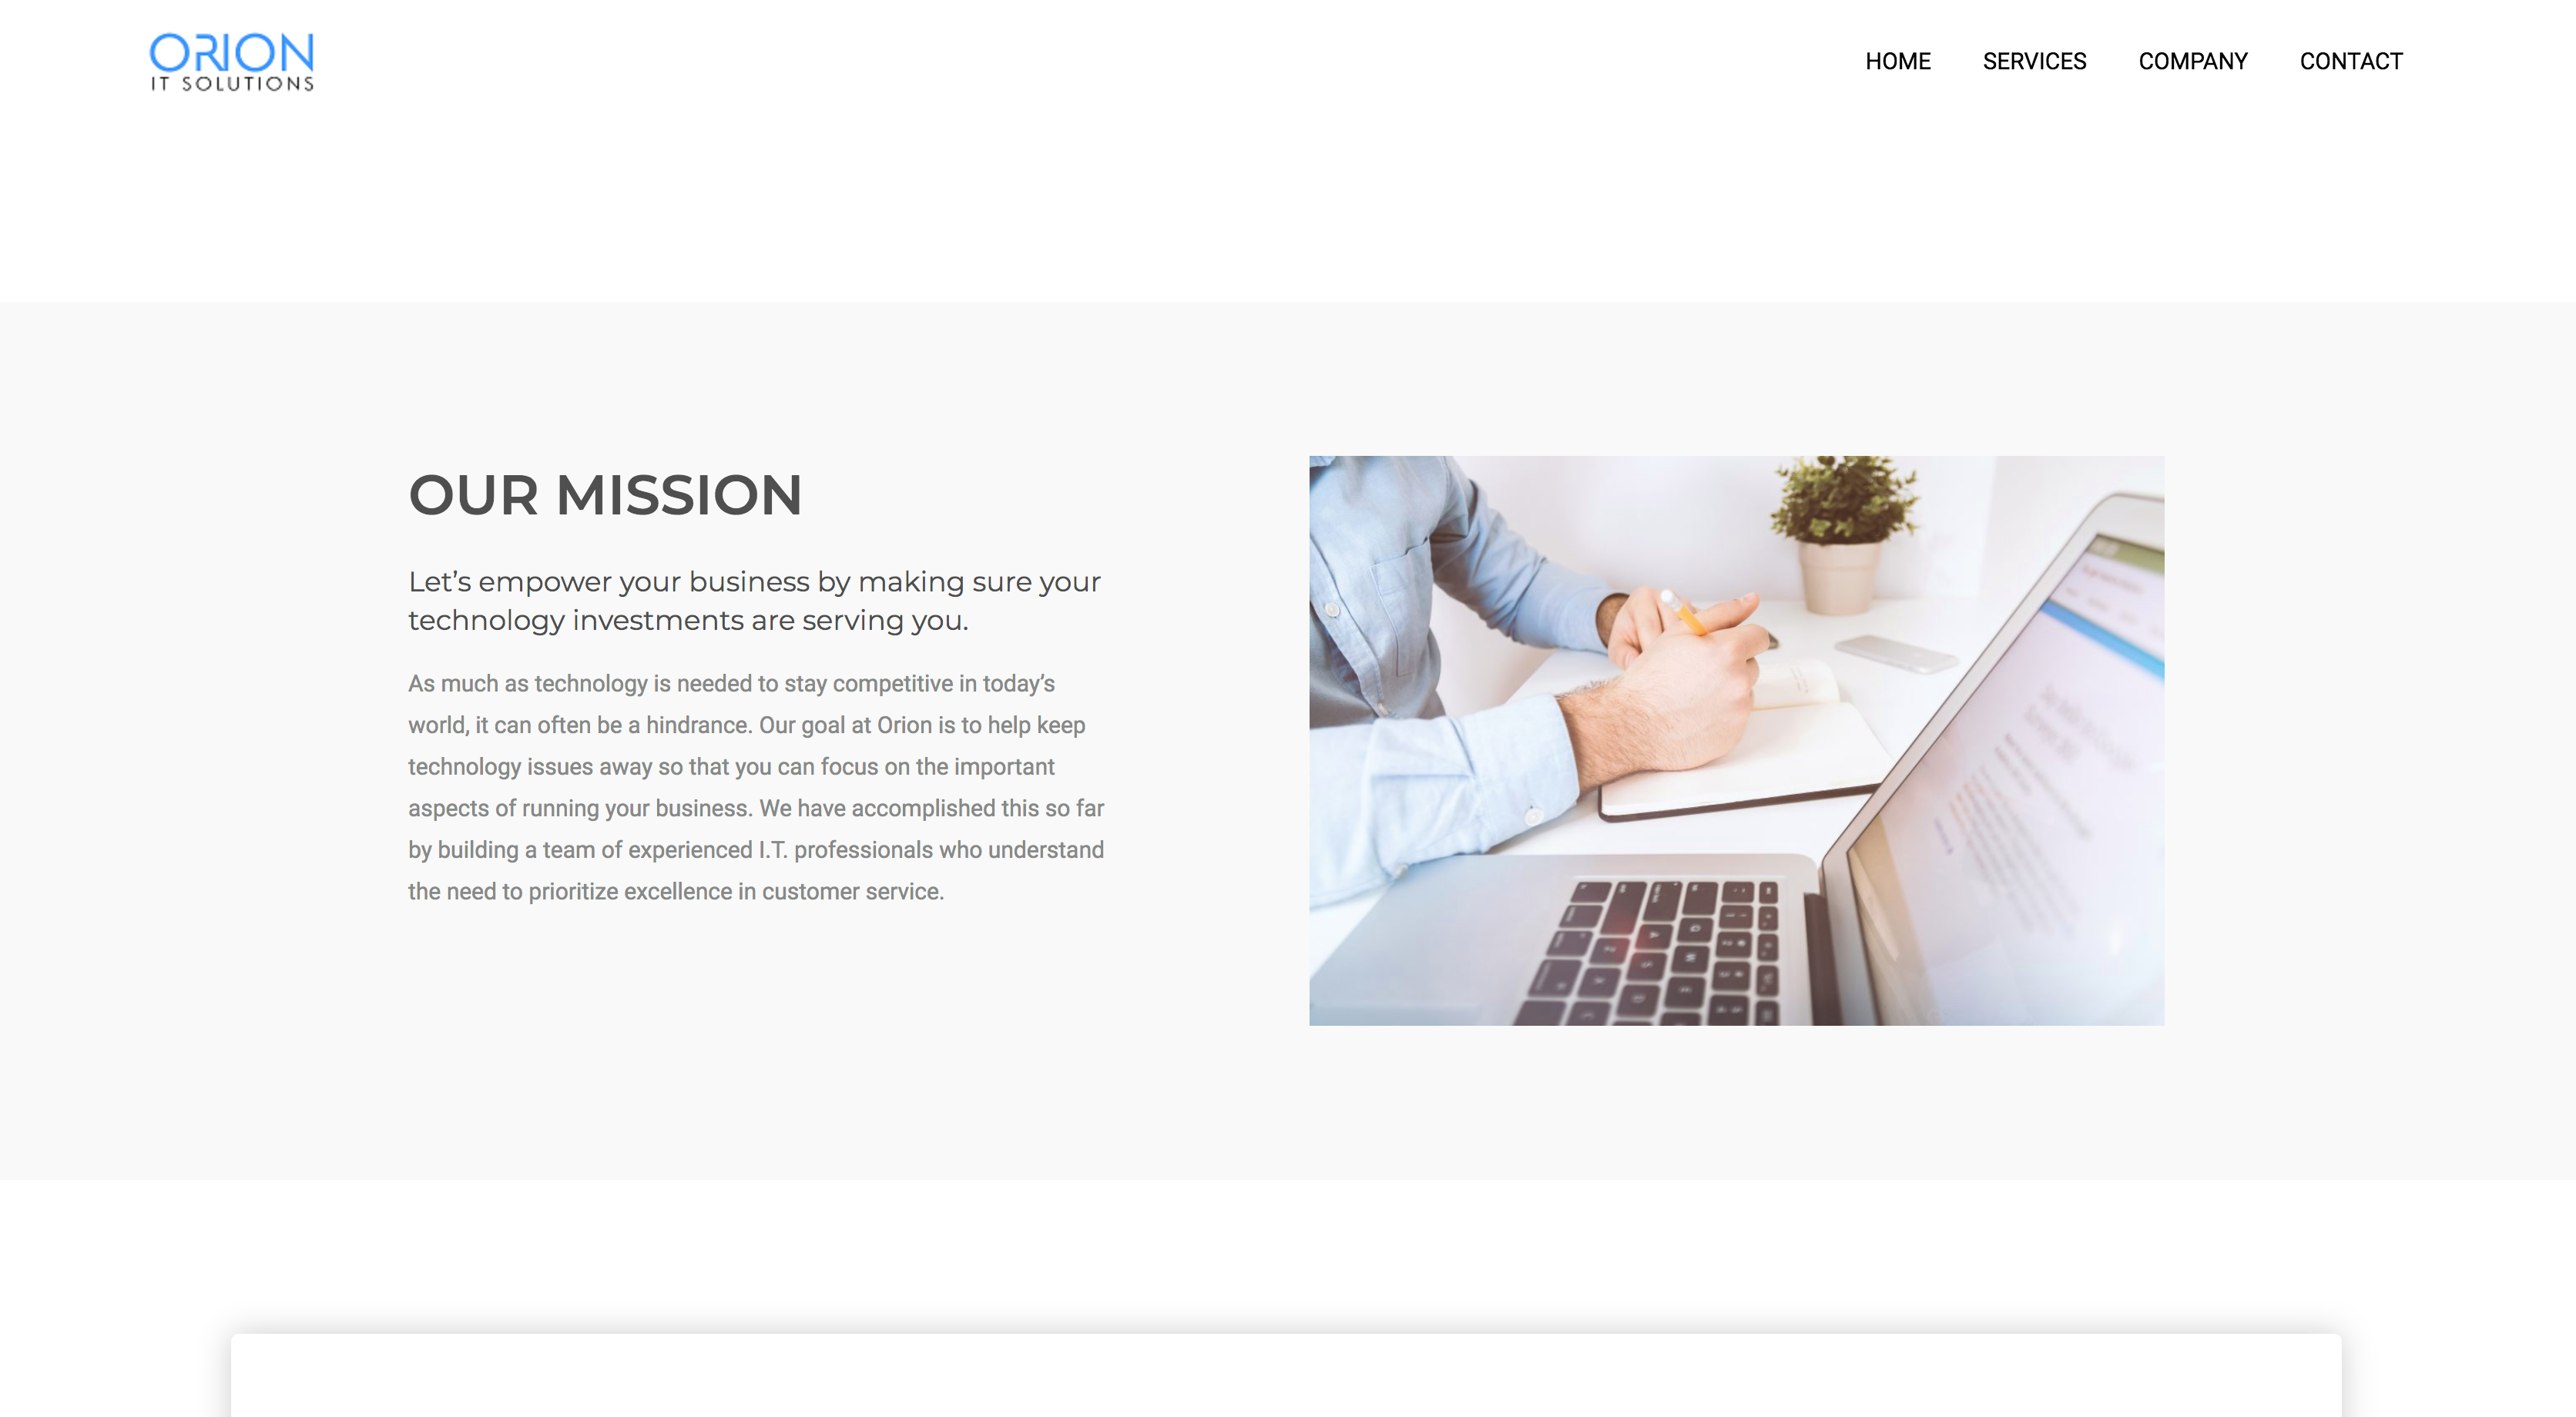 ORION
IT SOLUTIONS
HOME SERVICES COMPANY CONTACT
OUR MISSION
Let’s empower your business by making sure your
technology investments are serving you.
As much as technology is needed to stay competitive in today’s
world, it can often be a hindrance. Our goal at Orion is to help keep
technology issues away so that you can focus on the important
aspects of running your business. We have accomplished this so far
by building a team of experienced I.T. professionals who understand
the need to prioritize excellence in customer service.